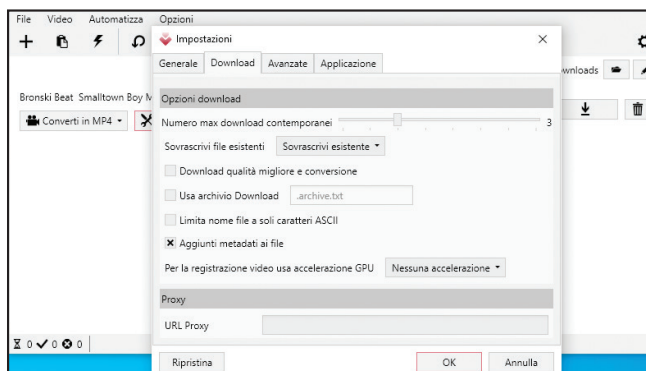 File Video Automatizza Opzioni
Impostazioni
Generale Download Avanzate Applicazione
wnloads
Opzioni download
Bronski Beat Smalltown Boy M
Numero max download contemporanei 3
Converti in MP4
Sovrascrivi file esistenti Sovrascrivi esistente
Download qualità migliore e conversione
Usa archivio Download .archive.txt
Limita nome file a soli caratteri ASCII
Aggiunti metadati ai file
Per la registrazione video usa accelerazione GPU Nessuna accelerazione
Proxy
URL Proxy
0 0 0
Ripristina OK Annulla